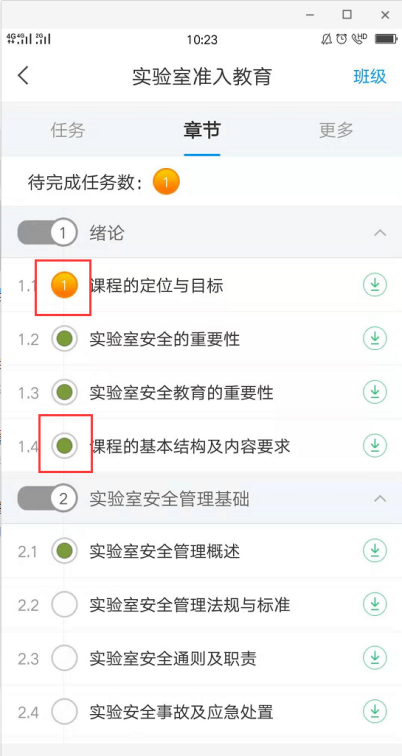 4G 4G 2G 10:23 HD
实验室准入教育 班级
任务 章节 更多
待完成任务数： 1
1 绪论
1.1 1 课程的定位与目标
1.2 实验室安全的重要性
1.3 实验室安全教育的重要性
1.4 课程的基本结构及内容要求
2 实验室安全管理基础
2.1 实验室安全管理概述
2.2 实验室安全管理法规与标准
2.3 实验室安全通则及职责
2.4 实验室安全事故及应急处置